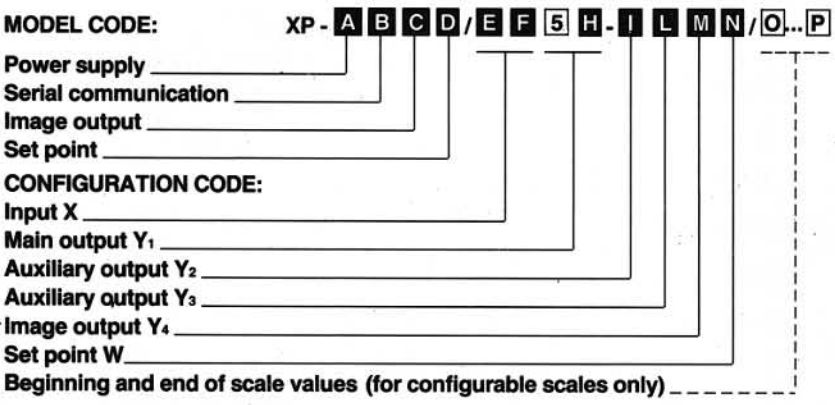 MODEL CODE: XP - A B C D / E F 5 H - I L M N / O...P
Power supply
Serial communication
Image output
Set point
CONFIGURATION CODE:
Input X
Main output Y₁
Auxiliary output Y₂
Auxiliary output Y₃
Image output Y₄
Set point W
Beginning and end of scale values (for configurable scales only)